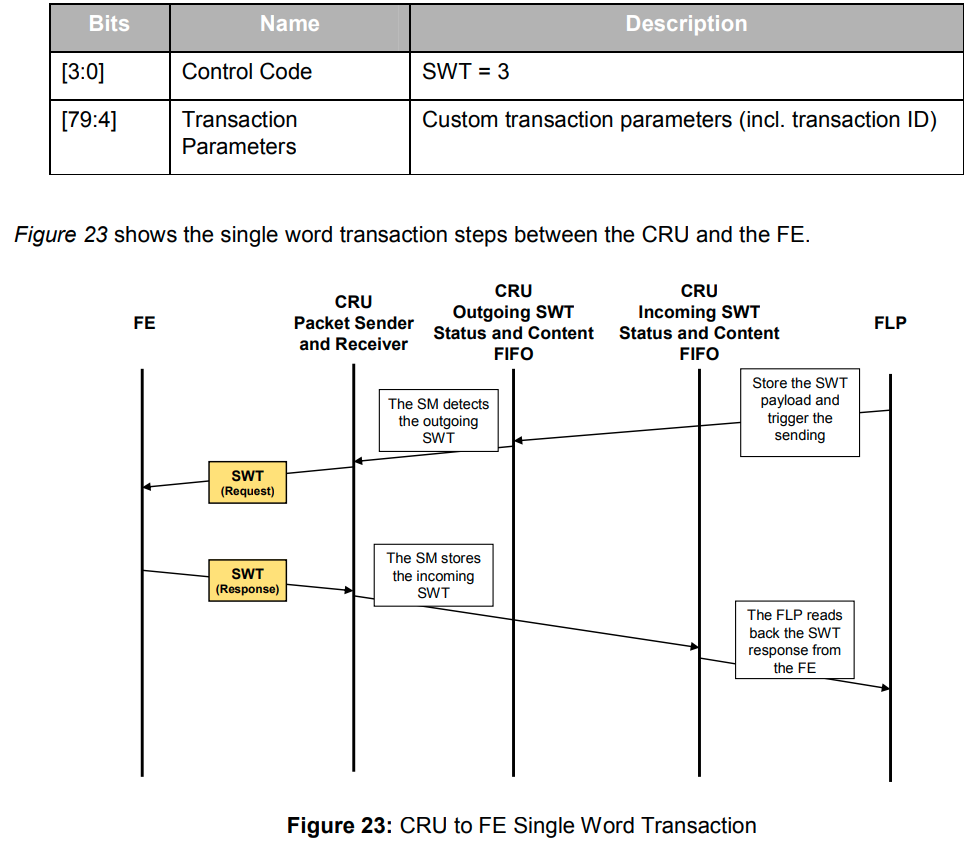 Bits Name Description
[3:0] Control Code SWT = 3
[79:4] Transaction Custom transaction parameters (incl. transaction ID)
Parameters
Figure 23 shows the single word transaction steps between the CRU and the FE.
FE
CRU
Packet Sender
and Receiver
CRU
Outgoing SWT
Status and Content
FIFO
CRU
Incoming SWT
Status and Content
FIFO
FLP
Store the SWT
payload and
trigger the
sending
The SM detects
the outgoing
SWT
SWT
(Request)
SWT
(Response)
The SM stores
the incoming
SWT
The FLP reads
back the SWT
response from
the FE
Figure 23: CRU to FE Single Word Transaction